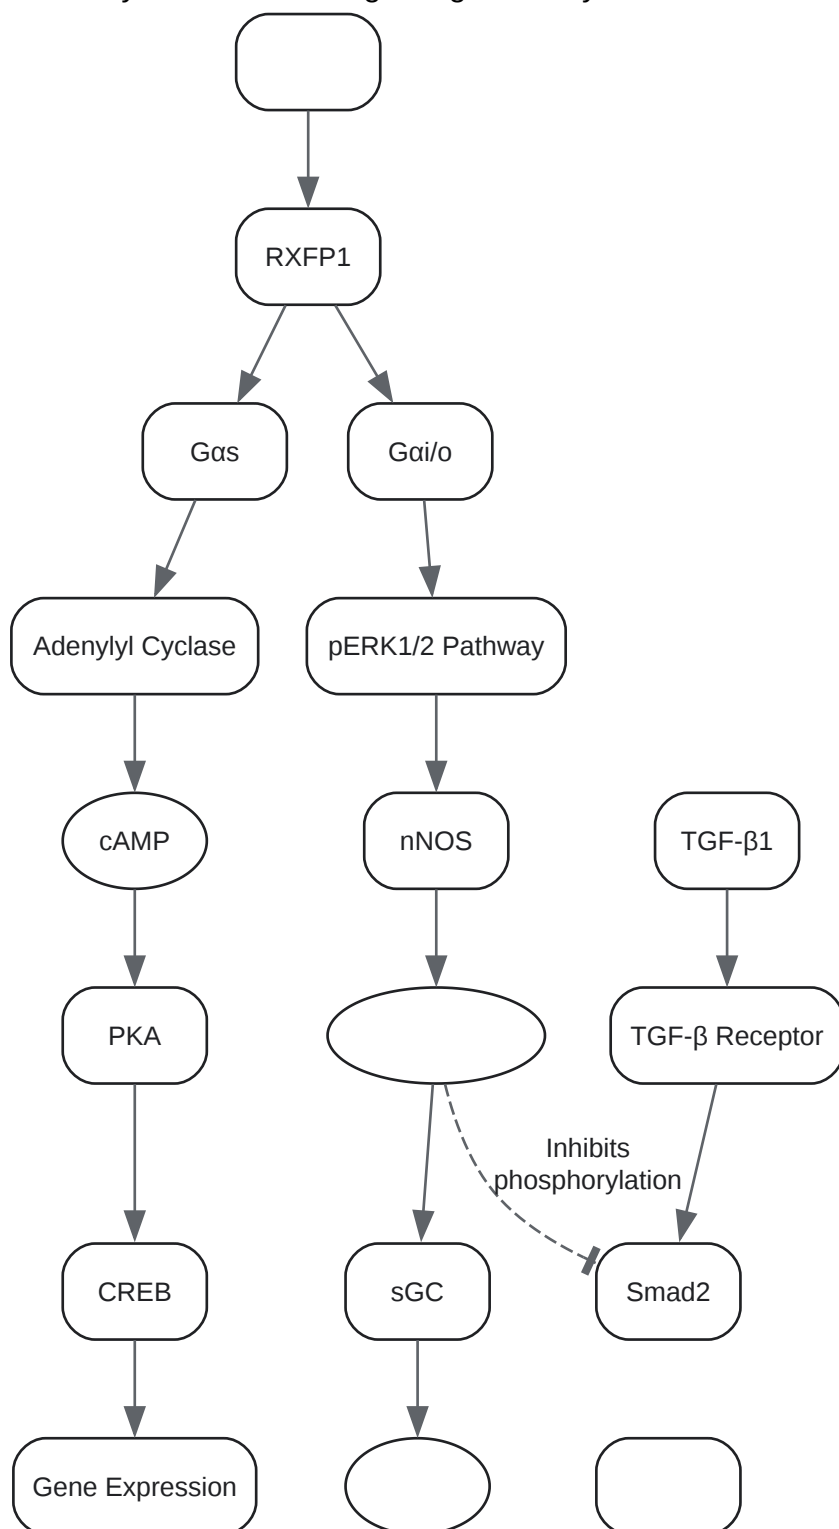 RXFP1
Gαs
Gαi/o
Adenylyl Cyclase
pERK1/2 Pathway
cAMP
nNOS
TGF-β1
PKA
TGF-β Receptor
Inhibits
phosphorylation
CREB
sGC
Smad2
Gene Expression